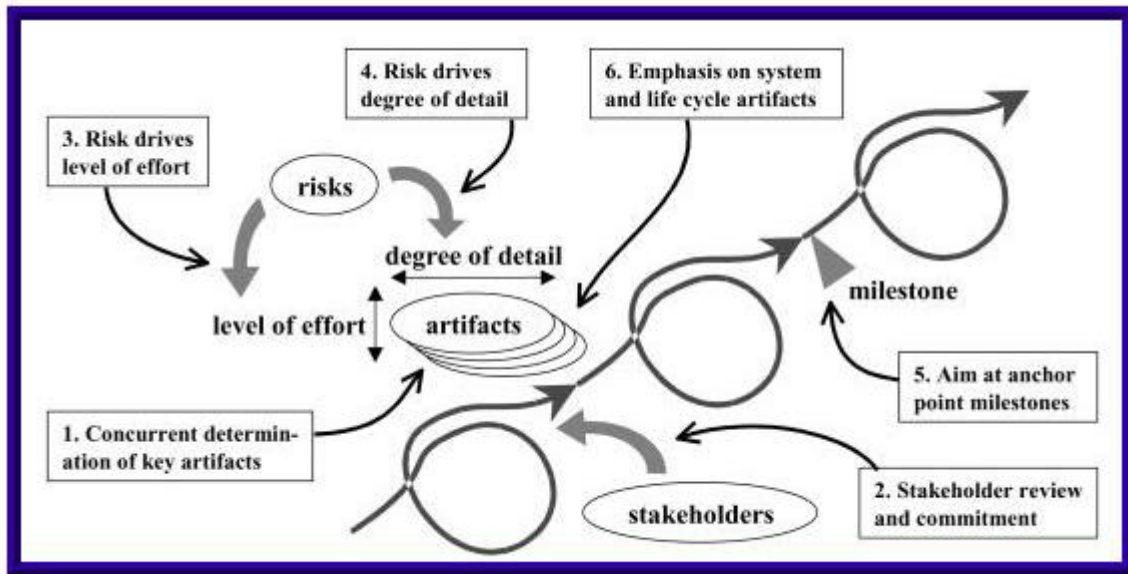 4. Risk drives
degree of detail
6. Emphasis on system
and life cycle artifacts
3. Risk drives
level of effort
risks
degree of detail
level of effort
artifacts
milestone
5. Aim at anchor
point milestones
1. Concurrent determin-
ation of key artifacts
stakeholders
2. Stakeholder review
and commitment